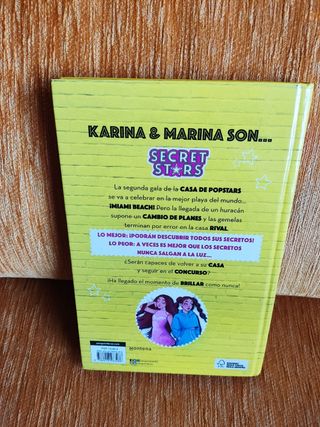 KARINA & MARINA SON...
SECRET
STARS
La segunda gala de la CASA DE POPSTARS
se va a celebrar en la mejor playa del mundo...
¡MIAMI BEACH! Pero la llegada de un huracán
supone un CAMBIO DE PLANES y las gemelas
terminan por error en la casa RIVAL.
LO MEJOR: ¡PODRÁN DESCUBRIR TODOS SUS SECRETOS!
LO PEOR: A VECES ES MEJOR QUE LOS SECRETOS
NUNCA SALGAN A LA LUZ...
¿Serán capaces de volver a su CASA
y seguir en el CONCURSO?
¡Ha llegado el momento de BRILLAR como nunca!
montena